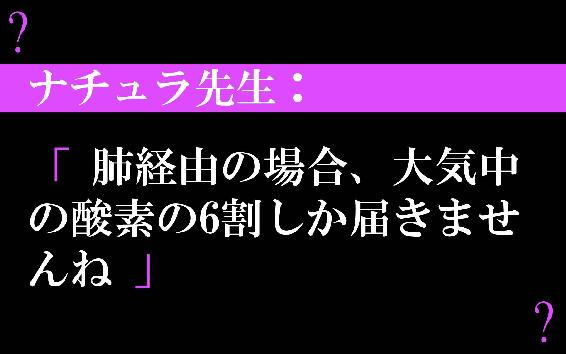 ?
ナチュラ先生：
「 肺経由の場合、大気中
の酸素の6割しか届きませ
んね 」
?